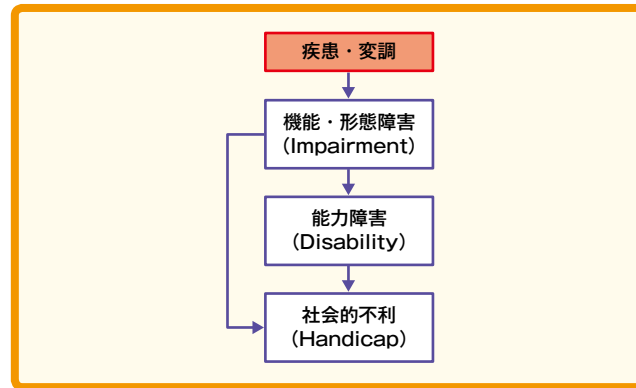 疾患・変調
機能・形態障害
(Impairment)
能力障害
(Disability)
社会的不利
(Handicap)